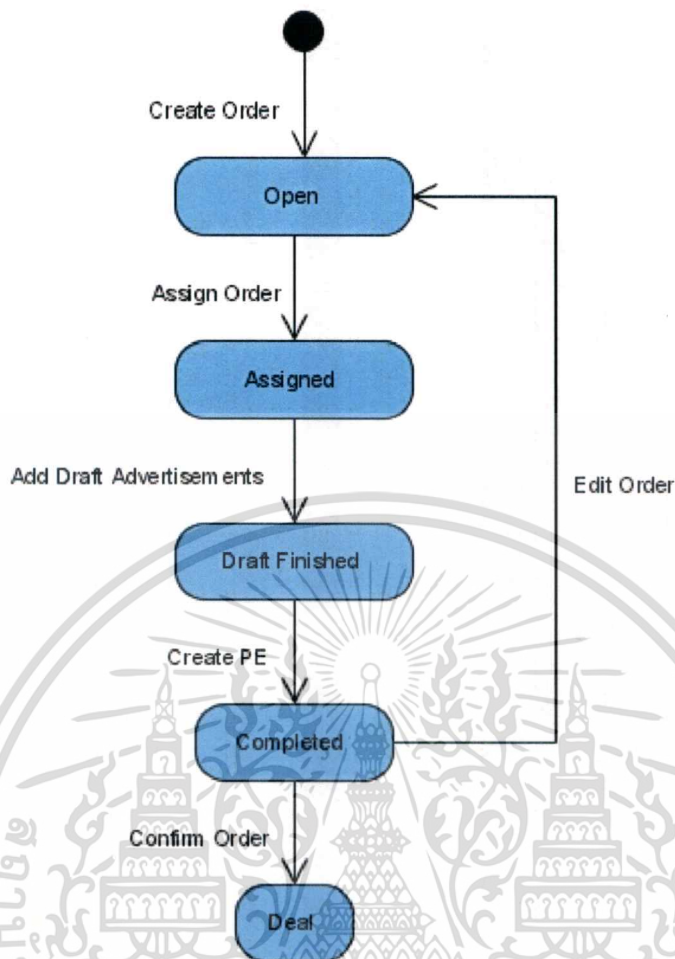 Create Order
Open
Assign Order
Assigned
Add Draft Advertisements
Edit Order
Draft Finished
Create PE
Completed
Confirm Order
Deal